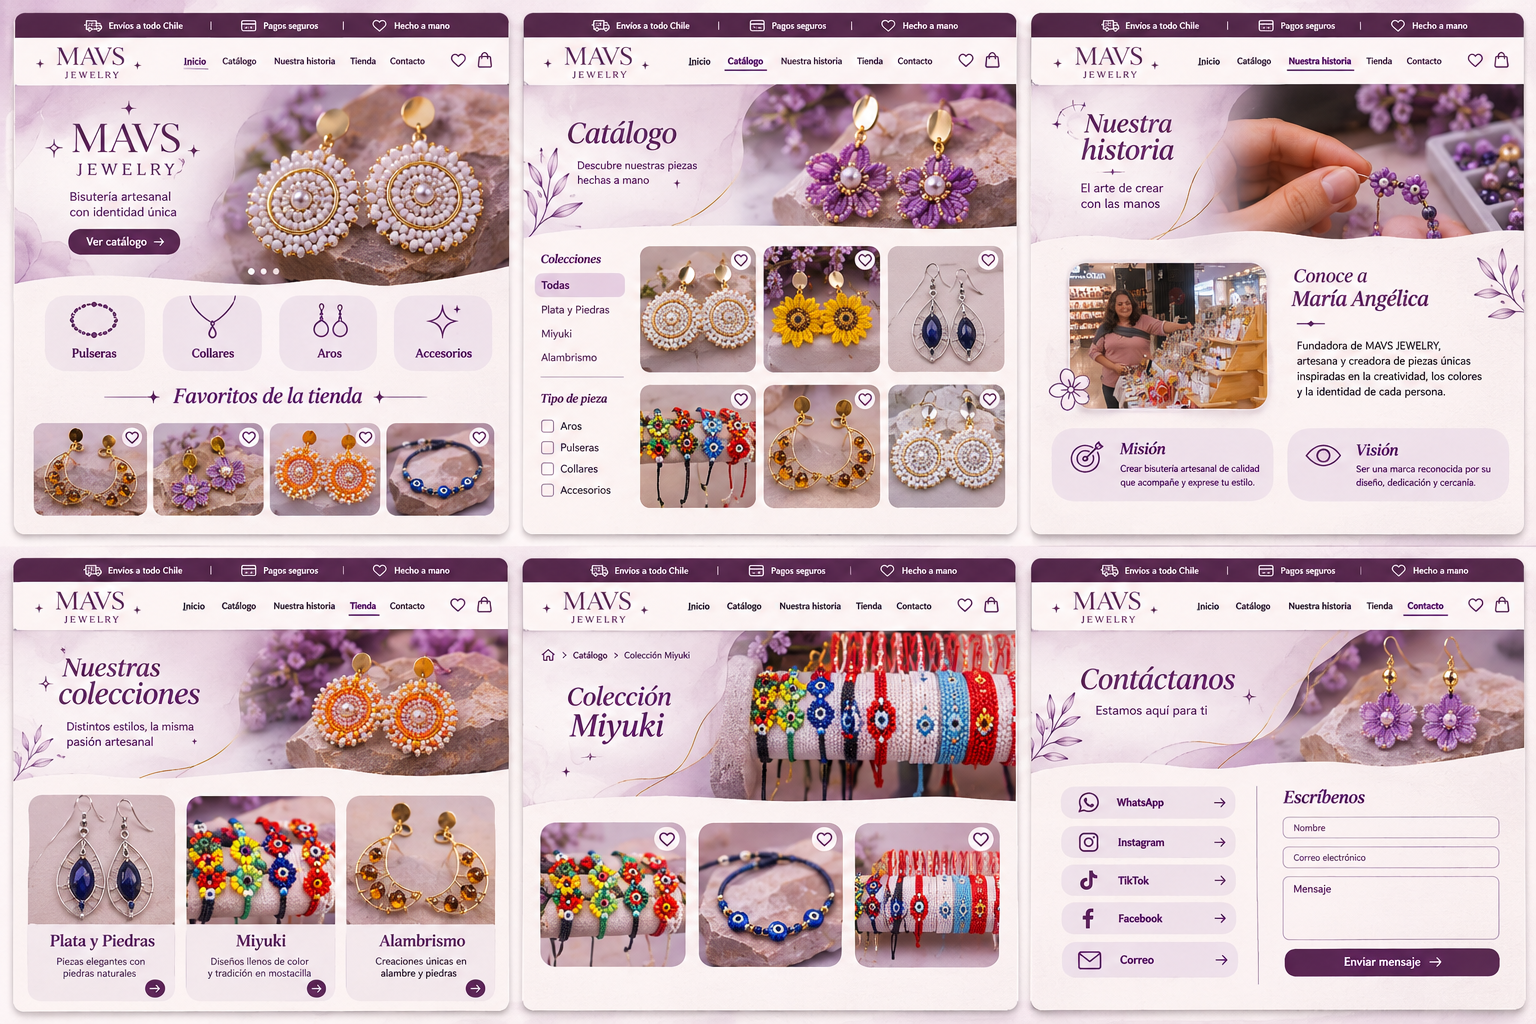 Envíos a todo Chile | Pagos seguros | Hecho a mano
MAVS
JEWELRY
Inicio Catálogo Nuestra historia Tienda Contacto
MAVS
JEWELRY
Bisutería artesanal
con identidad única
Ver catálogo →
Pulseras Collares Aros Accesorios
Favoritos de la tienda
Envíos a todo Chile | Pagos seguros | Hecho a mano
MAVS
JEWELRY
Inicio Catálogo Nuestra historia Tienda Contacto
Catálogo
Descubre nuestras piezas
hechas a mano
Colecciones
Todas
Plata y Piedras
Miyuki
Alambrismo
Tipo de pieza
Aros
Pulseras
Collares
Accesorios
Envíos a todo Chile | Pagos seguros | Hecho a mano
MAVS
JEWELRY
Inicio Catálogo Nuestra historia Tienda Contacto
Nuestra
historia
El arte de crear
con las manos
Conoce a
María Angélica
Fundadora de MAVS JEWELRY,
artesana y creadora de piezas únicas
inspiradas en la creatividad, los colores
y la identidad de cada persona.
Misión
Crear bisutería artesanal de calidad
que acompañe y exprese tu estilo.
Visión
Ser una marca reconocida por su
diseño, dedicación y cercanía.
Envíos a todo Chile | Pagos seguros | Hecho a mano
MAVS
JEWELRY
Inicio Catálogo Nuestra historia Tienda Contacto
Nuestras
colecciones
Distintos estilos, la misma
pasión artesanal
Plata y Piedras
Piezas elegantes con
piedras naturales
Miyuki
Diseños llenos de color
y tradición en mostacilla
Alambrismo
Creaciones únicas en
alambre y piedras
Envíos a todo Chile | Pagos seguros | Hecho a mano
MAVS
JEWELRY
Inicio Catálogo Nuestra historia Tienda Contacto
> Catálogo > Colección Miyuki
Colección
Miyuki
Envíos a todo Chile | Pagos seguros | Hecho a mano
MAVS
JEWELRY
Inicio Catálogo Nuestra historia Tienda Contacto
Contáctanos
Estamos aquí para ti
WhatsApp →
Instagram →
TikTok →
Facebook →
Correo →
Escríbenos
Nombre
Correo electrónico
Mensaje
Enviar mensaje →